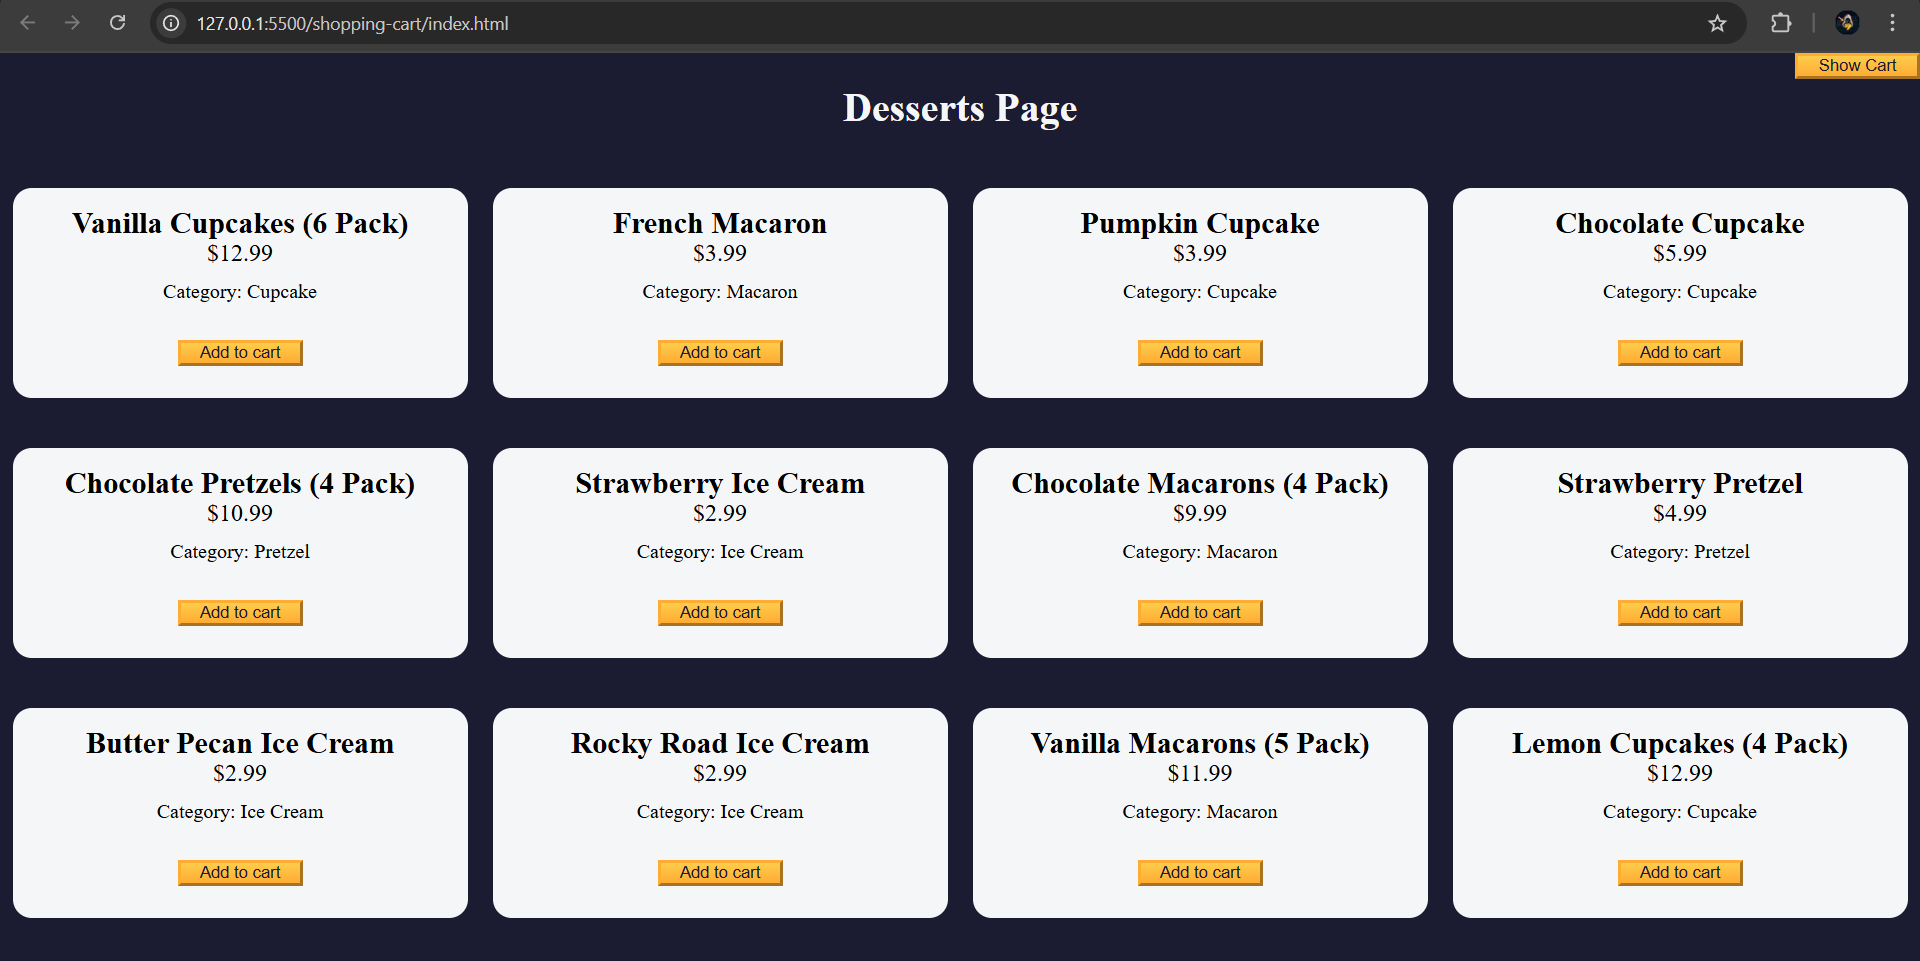 127.0.0.1:5500/shopping-cart/index.html
Show Cart
Desserts Page
Vanilla Cupcakes (6 Pack)
$12.99
Category: Cupcake
Add to cart
French Macaron
$3.99
Category: Macaron
Add to cart
Pumpkin Cupcake
$3.99
Category: Cupcake
Add to cart
Chocolate Cupcake
$5.99
Category: Cupcake
Add to cart
Chocolate Pretzels (4 Pack)
$10.99
Category: Pretzel
Add to cart
Strawberry Ice Cream
$2.99
Category: Ice Cream
Add to cart
Chocolate Macarons (4 Pack)
$9.99
Category: Macaron
Add to cart
Strawberry Pretzel
$4.99
Category: Pretzel
Add to cart
Butter Pecan Ice Cream
$2.99
Category: Ice Cream
Add to cart
Rocky Road Ice Cream
$2.99
Category: Ice Cream
Add to cart
Vanilla Macarons (5 Pack)
$11.99
Category: Macaron
Add to cart
Lemon Cupcakes (4 Pack)
$12.99
Category: Cupcake
Add to cart